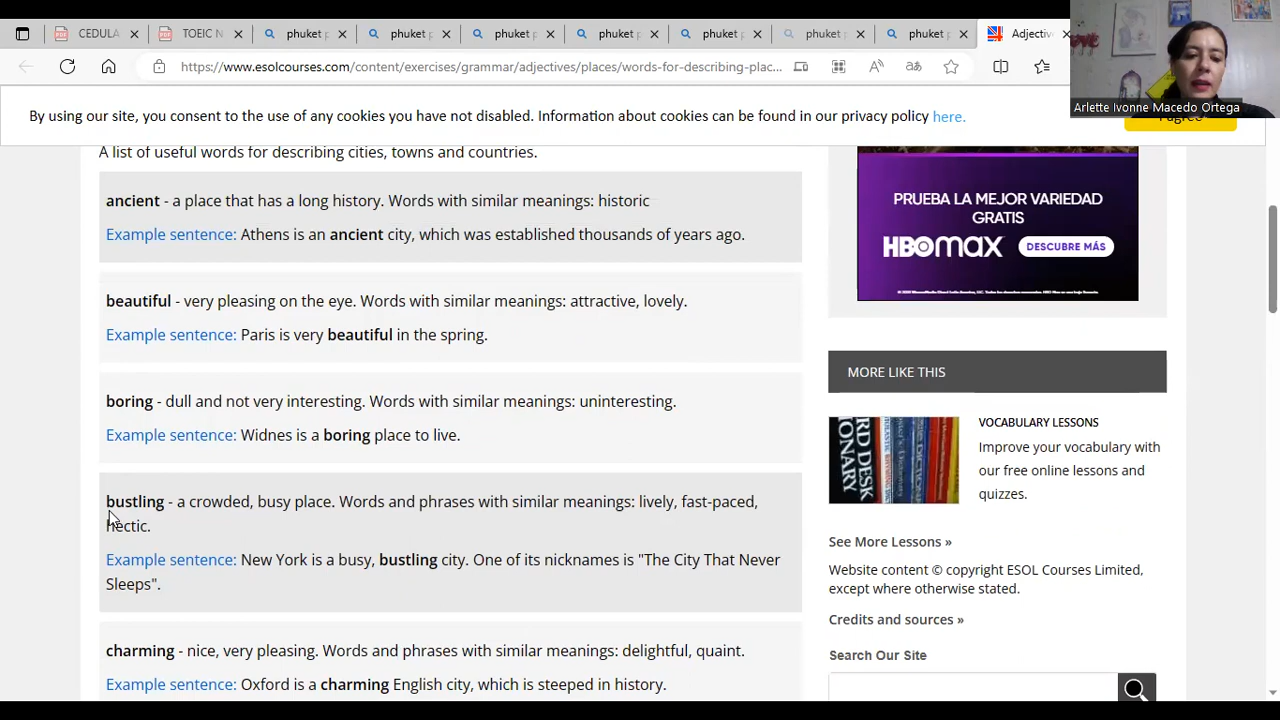 CEDULA
TOEIC N
phuket p
phuket p
phuket p
phuket p
phuket p
phuket p
phuket p
Adjective
https://www.esolcourses.com/content/exercises/grammar/adjectives/places/words-for-describing-plac...
Arlette Ivonne Macedo Ortega
By using our site, you consent to the use of any cookies you have not disabled. Information about cookies can be found in our privacy policy here.
I agree
A list of useful words for describing cities, towns and countries.
ancient - a place that has a long history. Words with similar meanings: historic
Example sentence: Athens is an ancient city, which was established thousands of years ago.
beautiful - very pleasing on the eye. Words with similar meanings: attractive, lovely.
Example sentence: Paris is very beautiful in the spring.
boring - dull and not very interesting. Words with similar meanings: uninteresting.
Example sentence: Widnes is a boring place to live.
bustling - a crowded, busy place. Words and phrases with similar meanings: lively, fast-paced,
hectic.
Example sentence: New York is a busy, bustling city. One of its nicknames is "The City That Never
Sleeps".
charming - nice, very pleasing. Words and phrases with similar meanings: delightful, quaint.
Example sentence: Oxford is a charming English city, which is steeped in history.
PRUEBA LA MEJOR VARIEDAD
GRATIS
HBOMAX
DESCUBRE MÁS
MORE LIKE THIS
VOCABULARY LESSONS
Improve your vocabulary with
our free online lessons and
quizzes.
See More Lessons »
Website content © copyright ESOL Courses Limited,
except where otherwise stated.
Credits and sources »
Search Our Site